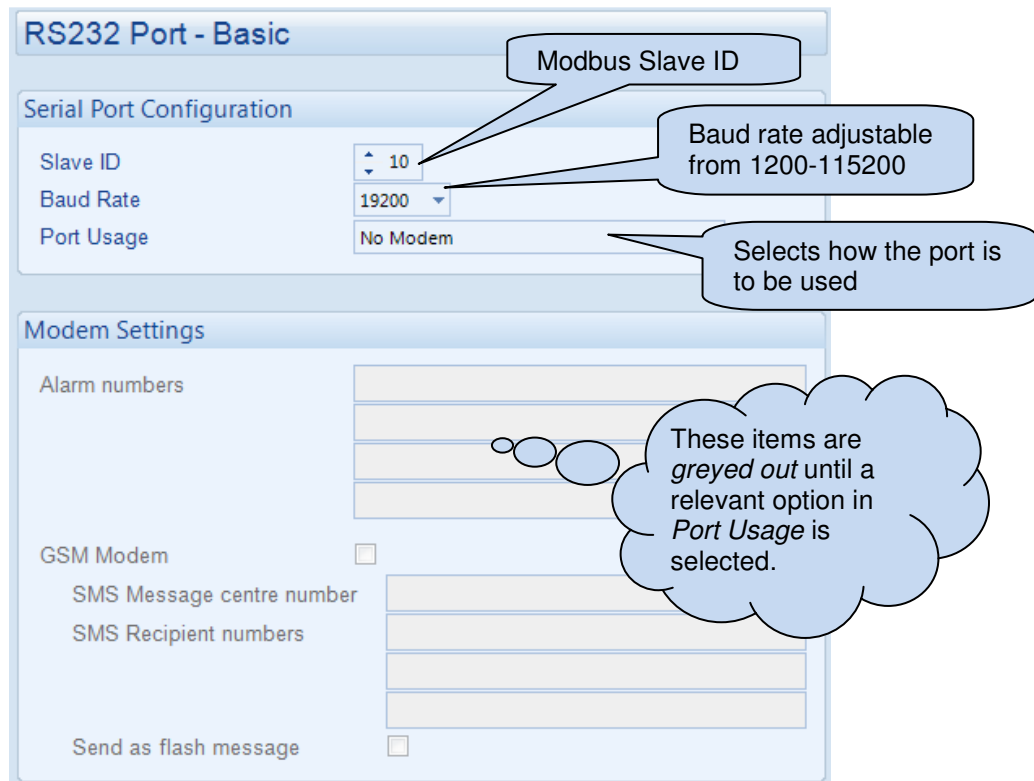 RS232 Port - Basic
Modbus Slave ID
Serial Port Configuration
Slave ID
10
Baud rate adjustable
from 1200-115200
Baud Rate
19200
Port Usage
No Modem
Selects how the port is
to be used
Modem Settings
Alarm numbers
These items are
greyed out until a
relevant option in
Port Usage is
selected.
GSM Modem
SMS Message centre number
SMS Recipient numbers
Send as flash message